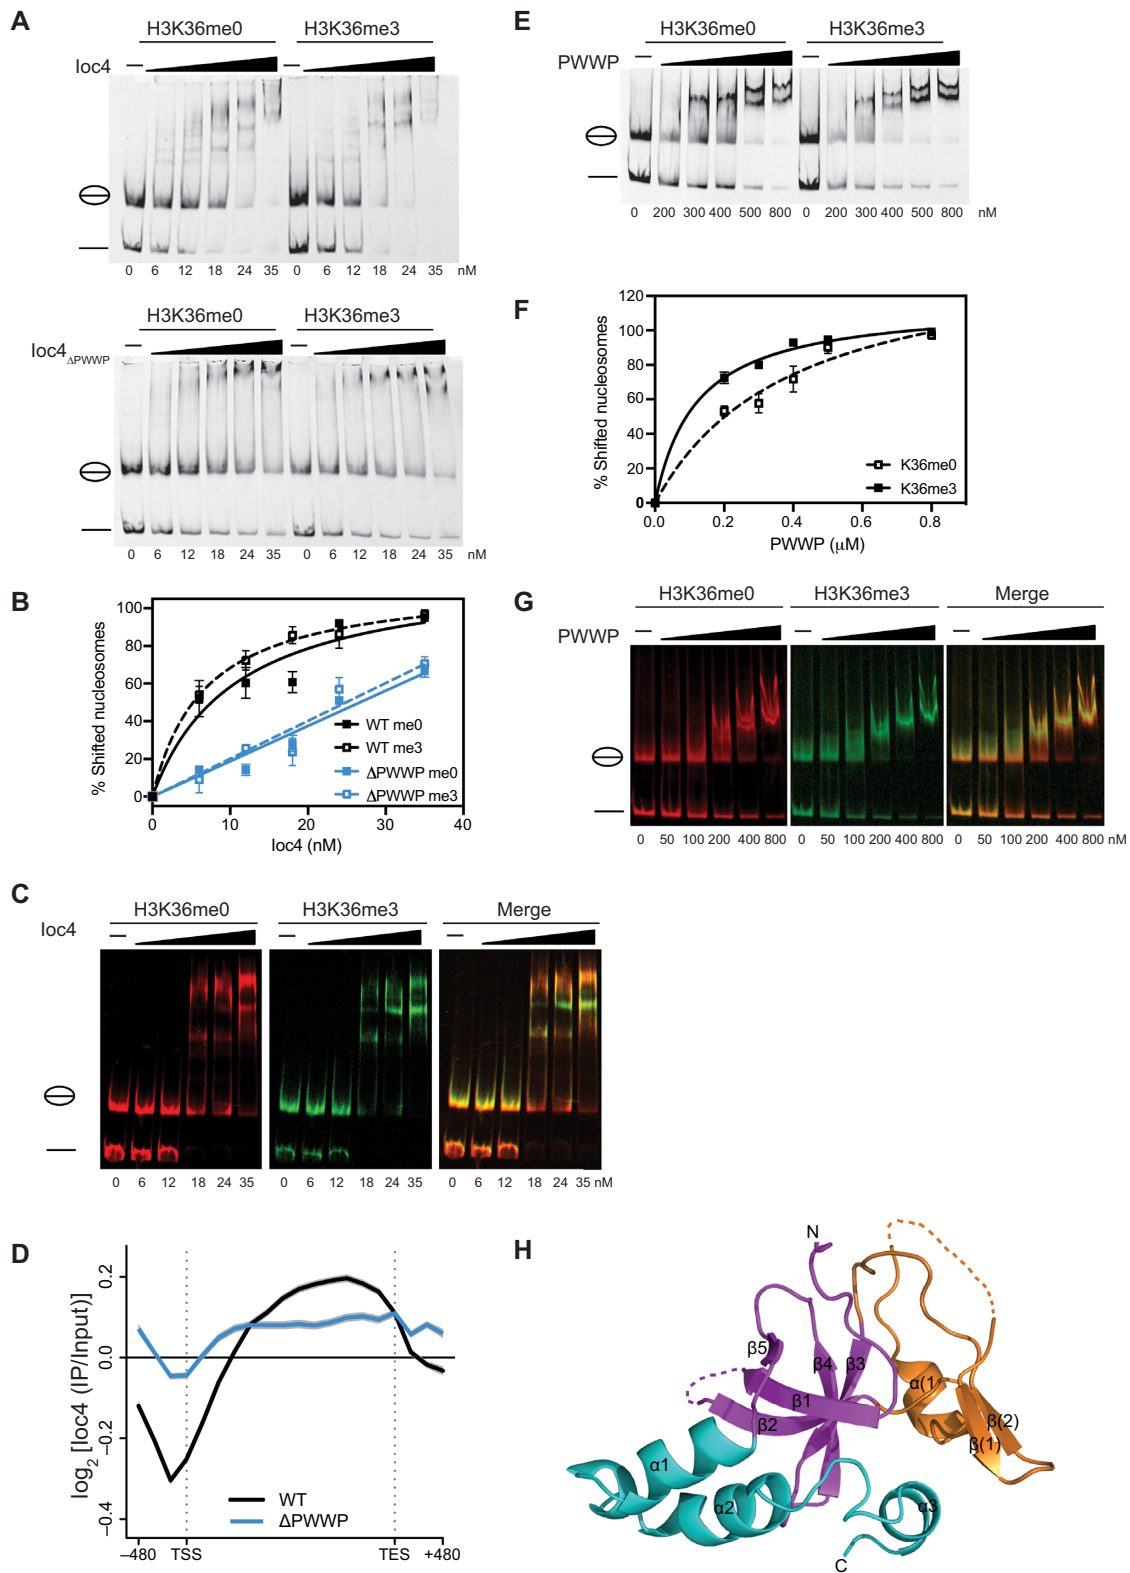 A
H3K36me0 H3K36me3
Ioc4
0 6 12 18 24 35 0 6 12 18 24 35 nM
H3K36me0 H3K36me3
Ioc4ΔPWWP
0 6 12 18 24 35 0 6 12 18 24 35 nM
B
% Shifted nucleosomes
100
80
60
40
20
0
0 10 20 30 40
Ioc4 (nM)
WT me0
WT me3
ΔPWWP me0
ΔPWWP me3
C
H3K36me0 H3K36me3 Merge
Ioc4
0 6 12 18 24 35 0 6 12 18 24 35 0 6 12 18 24 35 nM
D
log2 [Ioc4 (IP/Input)]
0.2
0.0
−0.2
−0.4
WT
ΔPWWP
−480 TSS TES +480
E
H3K36me0 H3K36me3
PWWP
0 200 300 400 500 800 0 200 300 400 500 800 nM
F
% Shifted nucleosomes
120
100
80
60
40
20
0
0.0 0.2 0.4 0.6 0.8
PWWP (μM)
K36me0
K36me3
G
H3K36me0 H3K36me3 Merge
PWWP
0 50 100 200 400 800 0 50 100 200 400 800 0 50 100 200 400 800 nM
H
N
β5 β4 β3
α(1)
β1
β2
β(2)
β(1)
α1
α2
α3
C